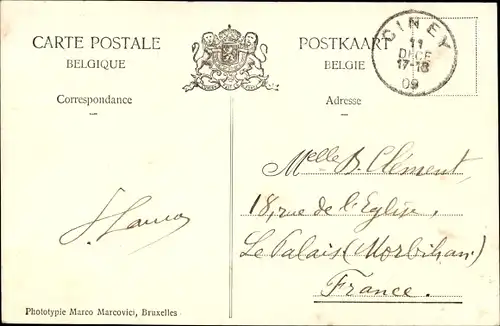 CARTE POSTALE
BELGIQUE
Correspondance
POSTKAART
BELGIE
Adresse
CINEY
11
DECE
17-18
09
Melle B. Clément,
18, rue de l'Eglise,
Le Palais (Morbihan)
France.
Phototypie Marco Marcovici, Bruxelles